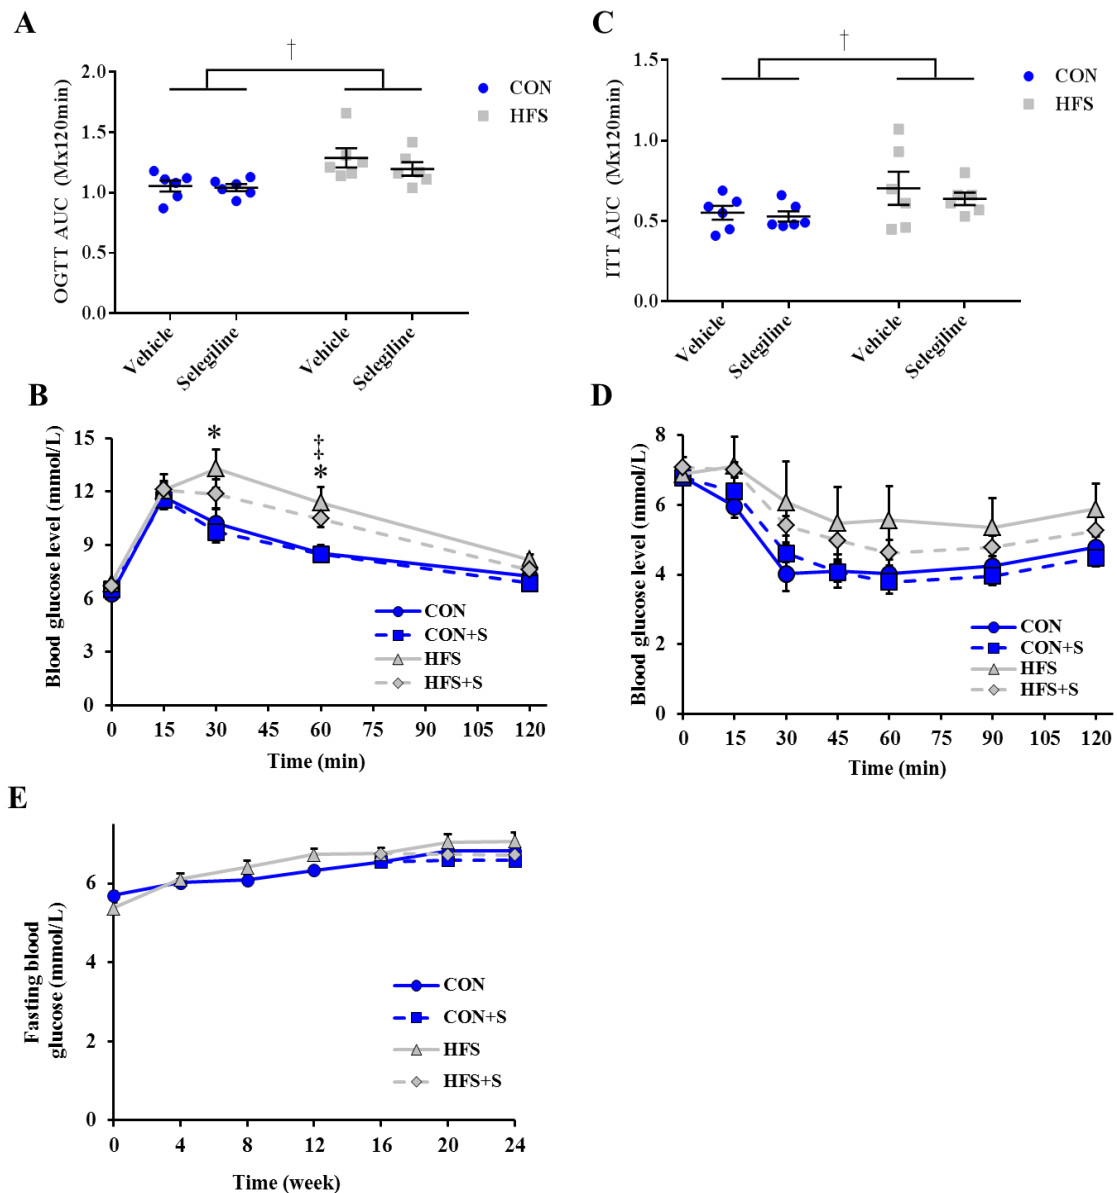 A
†
2.0
1.5
1.0
0.5
0.0
OGTT AUC (Mx120min)
Vehicle
Selegiline
Vehicle
Selegiline
CON
HFS
C
†
1.5
1.0
0.5
0.0
ITT AUC (Mx120min)
Vehicle
Selegiline
Vehicle
Selegiline
CON
HFS
B
15
12
9
6
3
0
Blood glucose level (mmol/L)
*
‡
*
CON
CON+S
HFS
HFS+S
0 15 30 45 60 75 90 105 120
Time (min)
D
8
6
4
2
0
Blood glucose level (mmol/L)
CON
CON+S
HFS
HFS+S
0 15 30 45 60 75 90 105 120
Time (min)
E
6
4
2
0
Fasting blood
glucose (mmol/L)
CON
CON+S
HFS
HFS+S
0 4 8 12 16 20 24
Time (week)